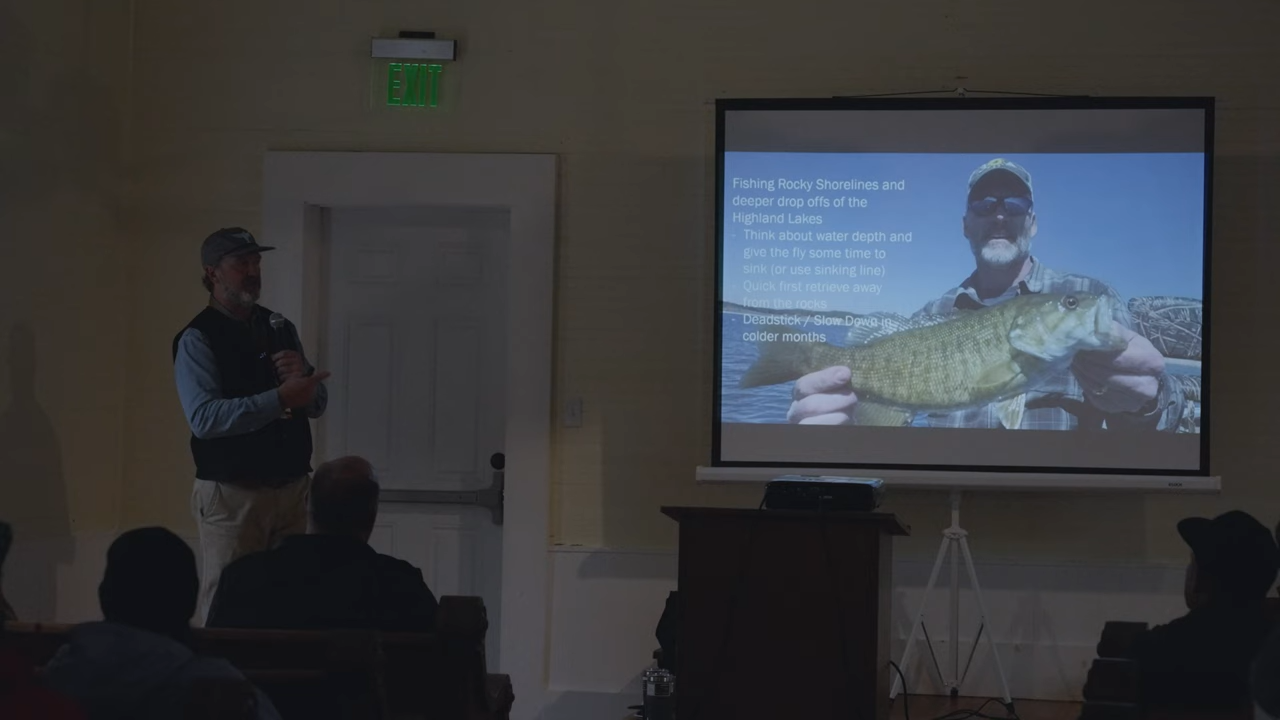 EXIT
Fishing Rocky Shorelines and
deeper drop offs of the
Highland Lakes
- Think about water depth and
give the fly some time to
sink (or use sinking line)
- Quick first retrieve away
from the rocks
- Deadstick / Slow Down in
colder months